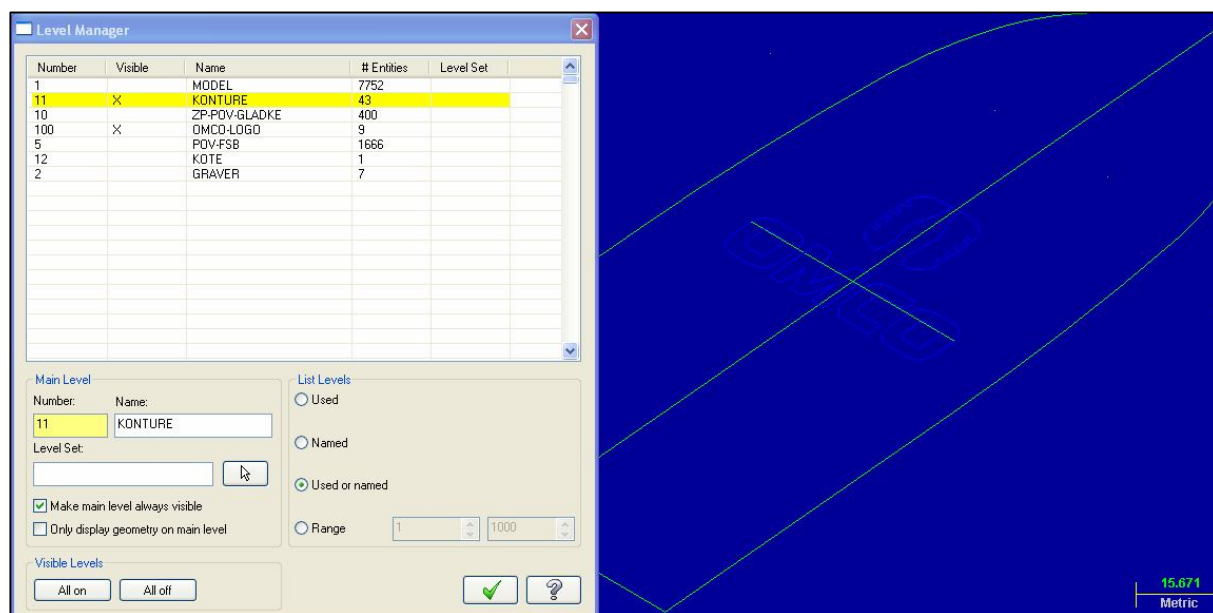 Level Manager
Number Visible Name # Entities Level Set
1 MODEL 7752
11 X KONTURE 43
10 ZP-POV-GLADKE 400
100 X OMCO-LOGO 9
5 POV-FSB 1666
12 KOTE 1
2 GRAVER 7
Main Level
Number: Name:
11 KONTURE
Level Set:
Make main level always visible
Only display geometry on main level
List Levels
Used
Named
Used or named
Range 1 1000
Visible Levels
All on All off
?
OMCO
15.671
Metric